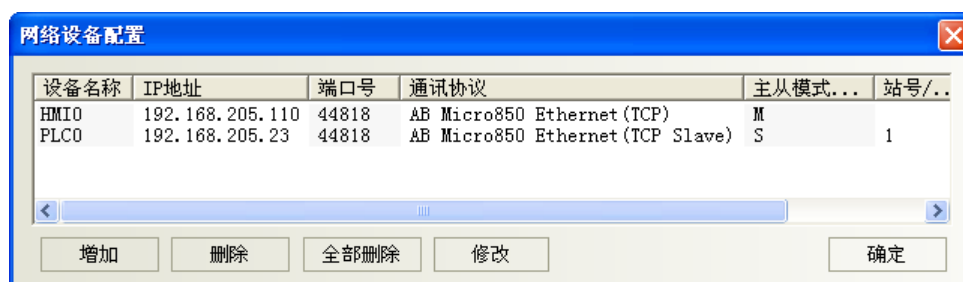 网络设备配置
设备名称 IP地址 端口号 通讯协议 主从模式... 站号/..
HMI0 192.168.205.110 44818 AB Micro850 Ethernet(TCP) M
PLC0 192.168.205.23 44818 AB Micro850 Ethernet(TCP Slave) S 1
增加 删除 全部删除 修改 确定